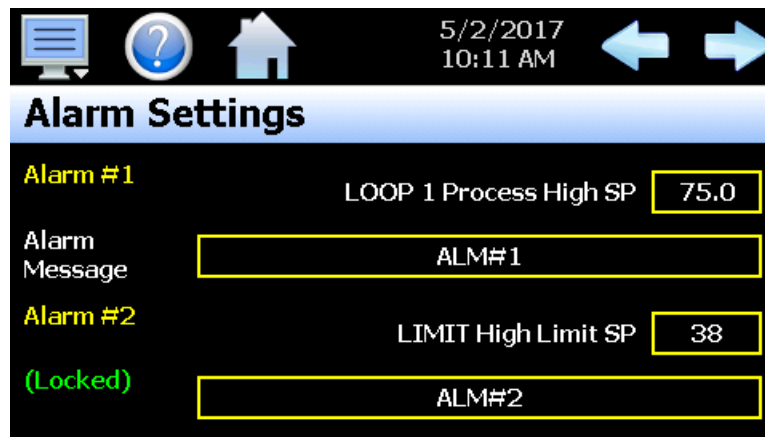 5/2/2017
10:11 AM
Alarm Settings
Alarm #1
LOOP 1 Process High SP 75.0
Alarm
Message
ALM#1
Alarm #2
LIMIT High Limit SP 38
(Locked)
ALM#2